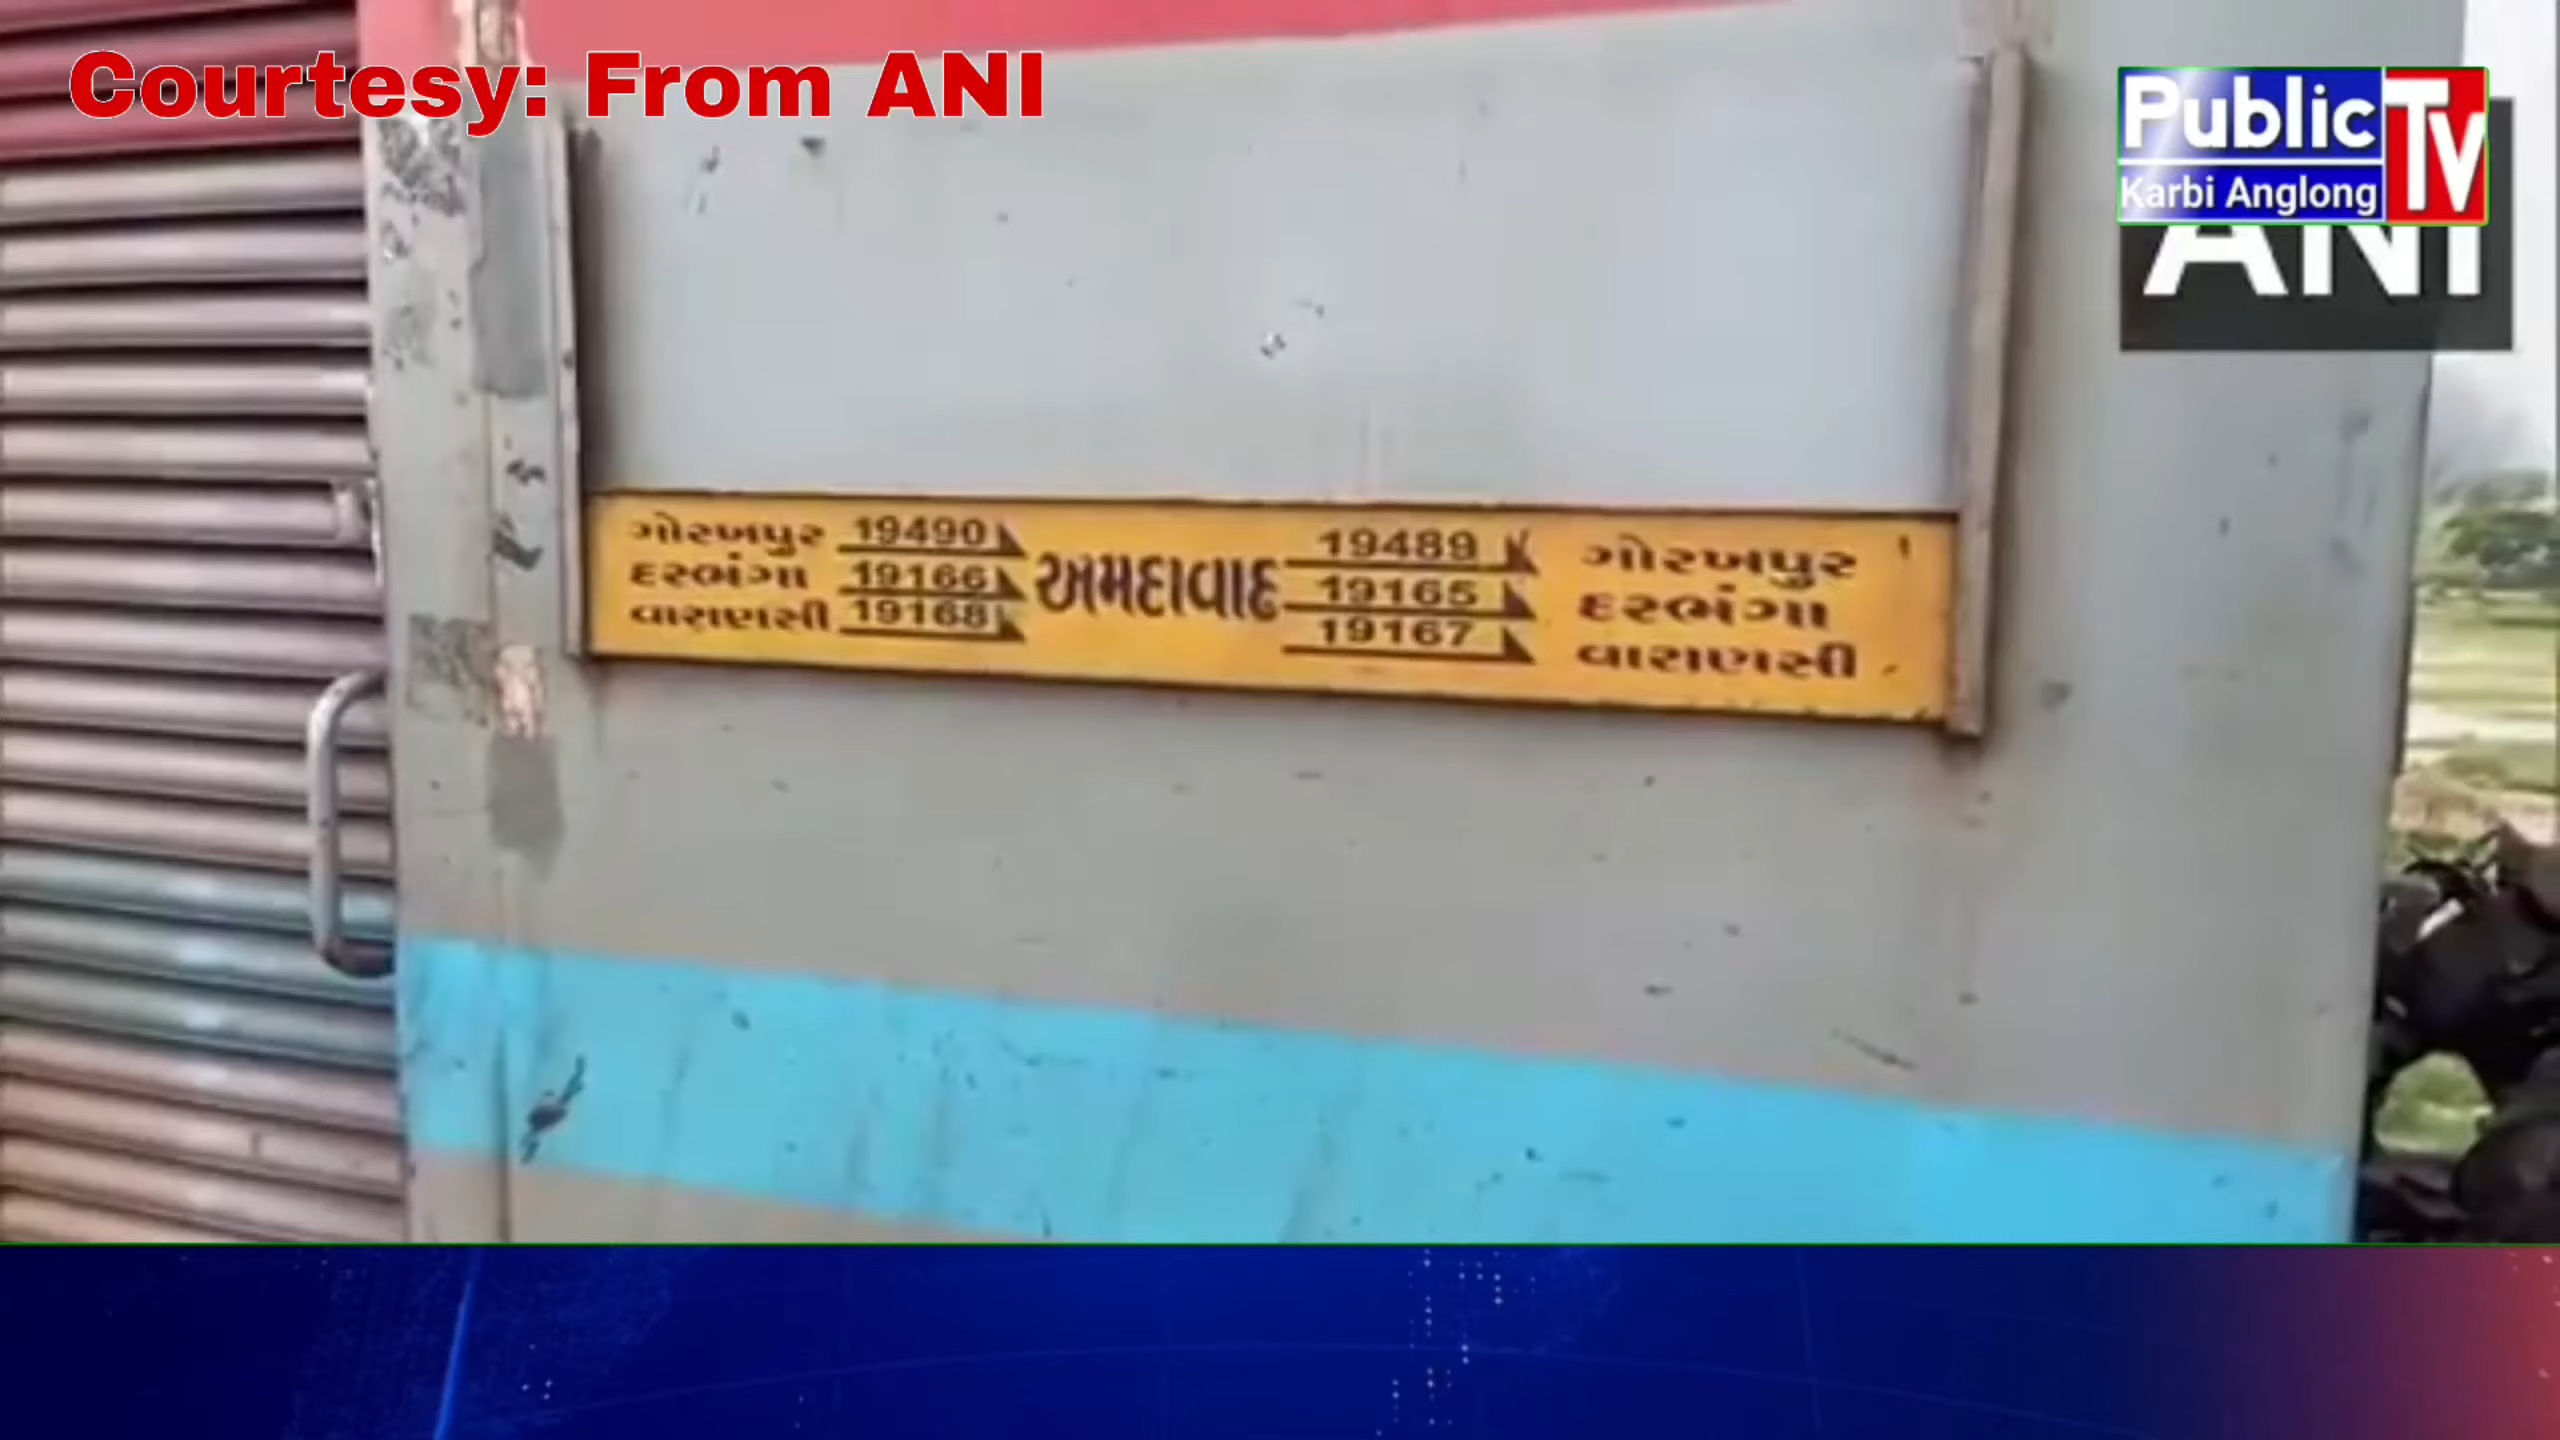 Courtesy: From ANI
Public TV
Karbi Anglong
ANI
ગોરખપુર 19490 અમદાવાદ 19489 ગોરખપુર
દરભંગા 19166 19165 દરભંગા
વારાણસી 19168 19167 વારાણસી